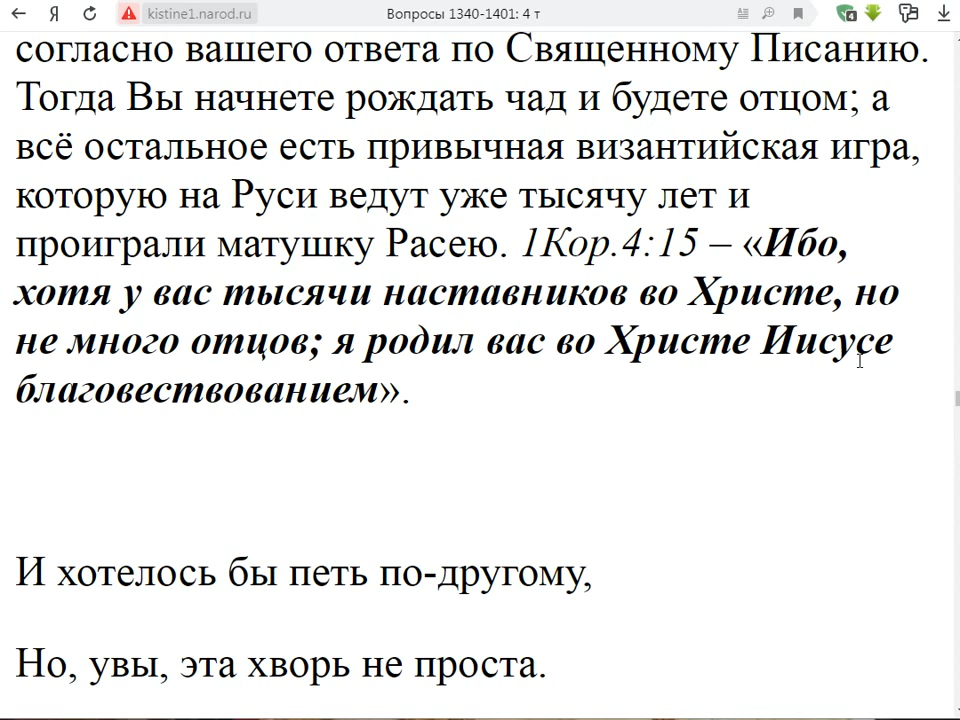 Я kistine1.narod.ru Вопросы 1340-1401: 4 т 4
согласно вашего ответа по Священному Писанию.
Тогда Вы начнете рождать чад и будете отцом; а
всё остальное есть привычная византийская игра,
которую на Руси ведут уже тысячу лет и
проиграли матушку Расею. 1Кор.4:15 – «Ибо,
хотя у вас тысячи наставников во Христе, но
не много отцов; я родил вас во Христе Иисусе
благовествованием».
И хотелось бы петь по-другому,
Но, увы, эта хворь не проста.